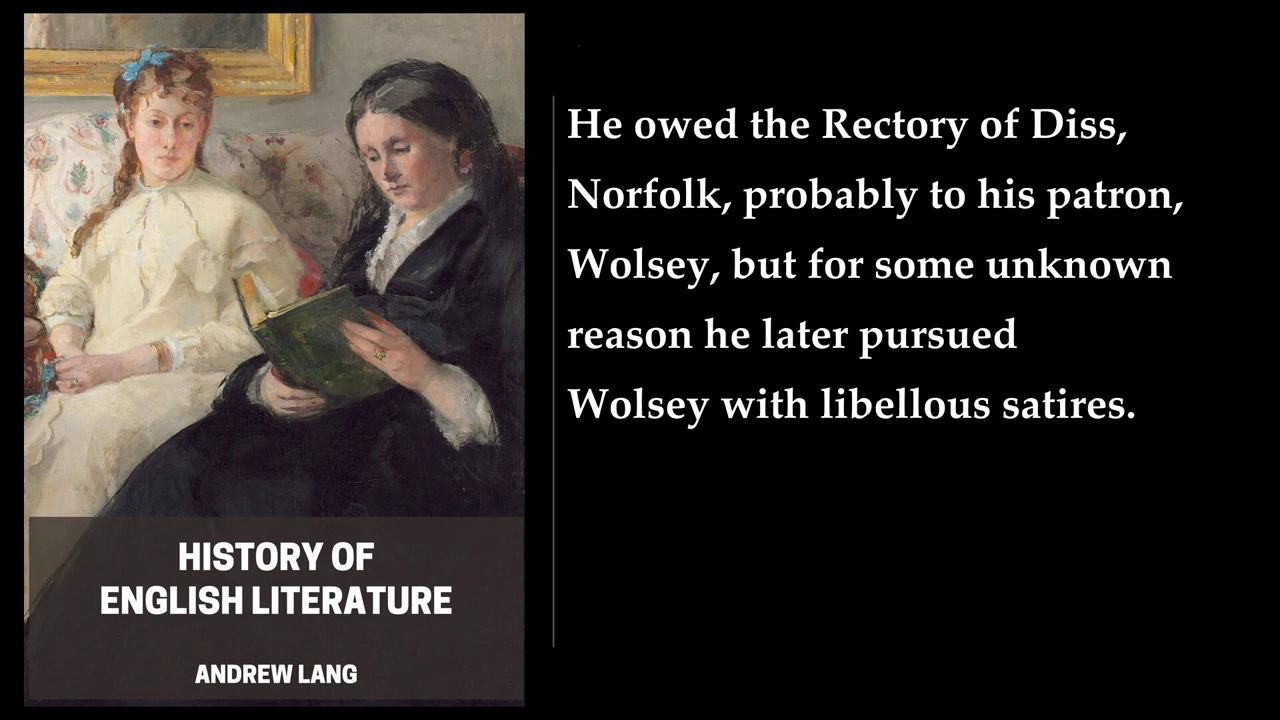 HISTORY OF
ENGLISH LITERATURE
ANDREW LANG
He owed the Rectory of Diss,
Norfolk, probably to his patron,
Wolsey, but for some unknown
reason he later pursued
Wolsey with libellous satires.